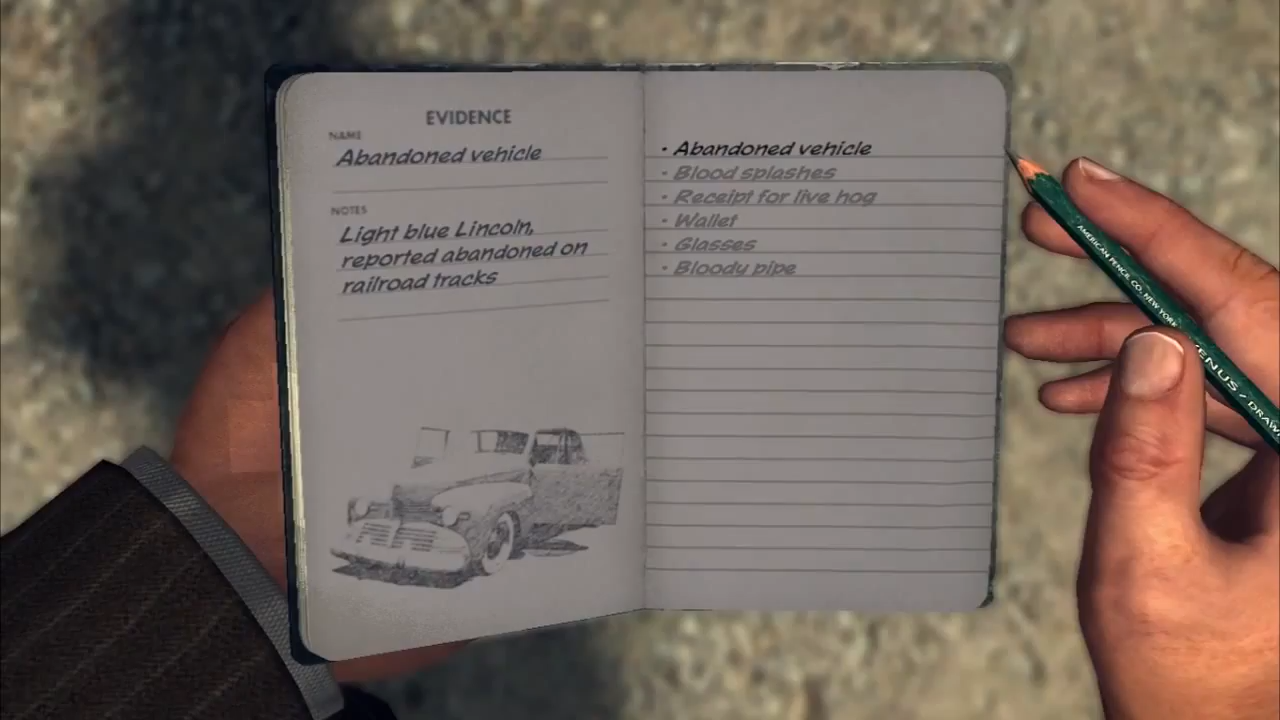 EVIDENCE
NAME
Abandoned vehicle
NOTES
Light blue Lincoln,
reported abandoned on
railroad tracks
• Abandoned vehicle
• Blood splashes
• Receipt for live hog
• Wallet
• Glasses
• Bloody pipe
AMERICAN PENCIL CO. NEW YORK
VENUS / DRAW